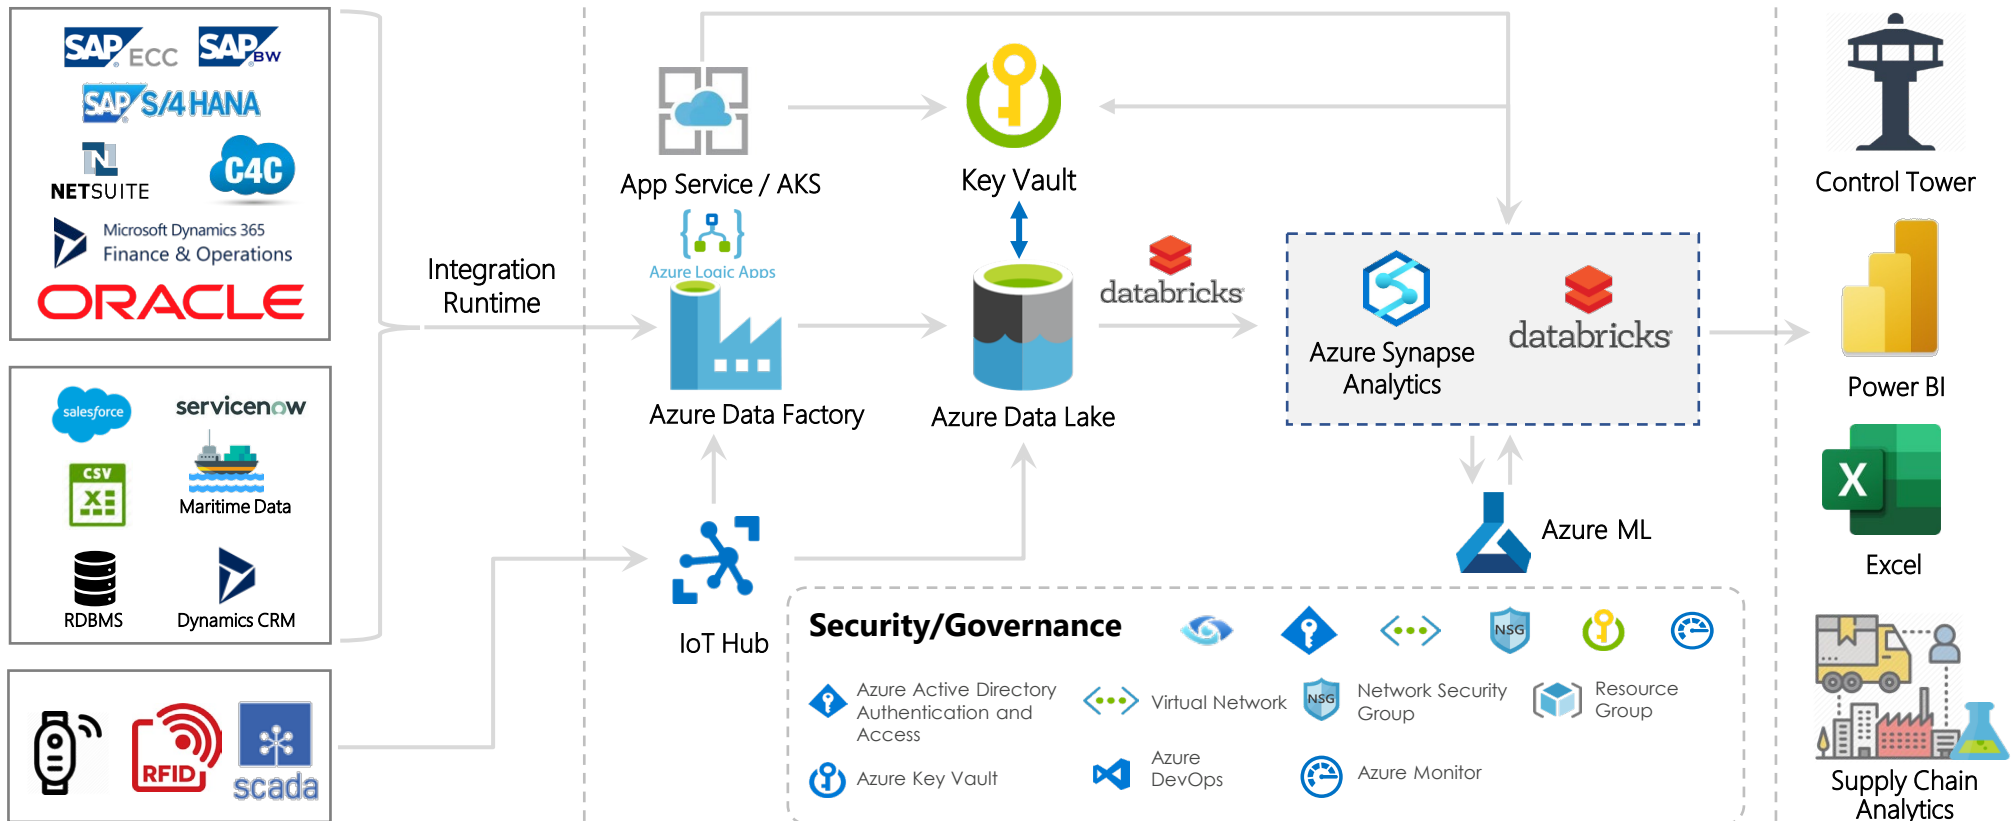 SAP ECC
SAP BW
SAP S/4 HANA
N
NETSUITE
C4C
Microsoft Dynamics 365
Finance & Operations
ORACLE
salesforce
servicenow
CSV
X
Maritime Data
RDBMS
Dynamics CRM
RFID
scada
Integration
Runtime
App Service / AKS
Azure Logic Apps
Azure Data Factory
IoT Hub
Key Vault
Azure Data Lake
databricks
Azure Synapse
Analytics
databricks
Azure ML
Security/Governance
NSG
Azure Active Directory
Authentication and
Access
Virtual Network
NSG
Network Security
Group
Resource
Group
Azure Key Vault
Azure
DevOps
Azure Monitor
Control Tower
Power BI
X
Excel
Supply Chain
Analytics